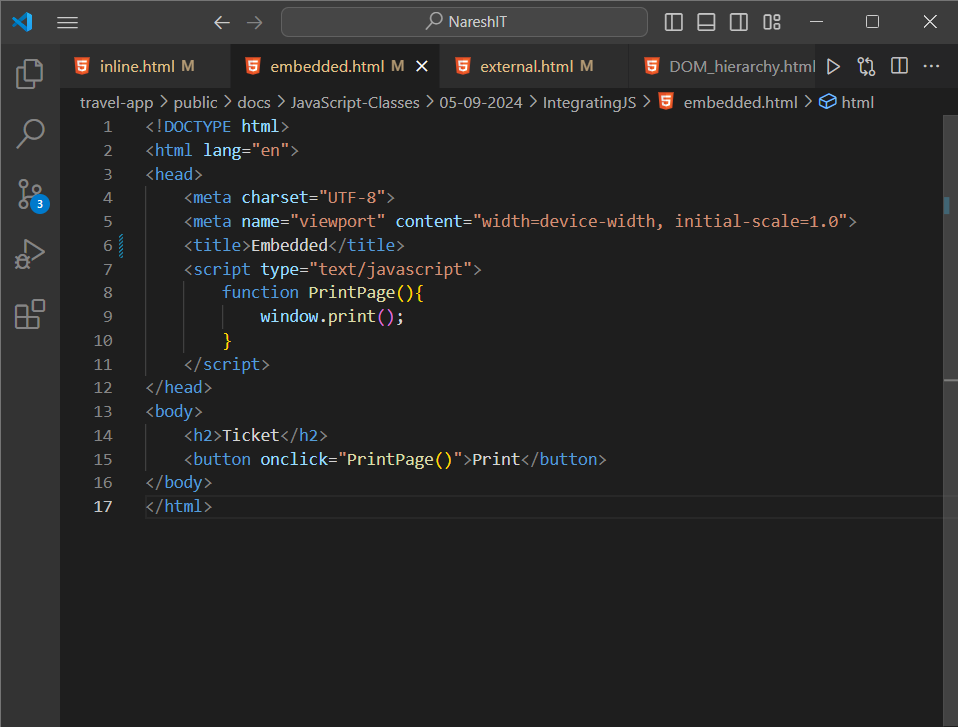 NareshIT
inline.html M embedded.html M external.html M DOM_hierarchy.html
travel-app > public > docs > JavaScript-Classes > 05-09-2024 > IntegratingJS > embedded.html > html
3
1 <!DOCTYPE html>
2 <html lang="en">
3 <head>
4     <meta charset="UTF-8">
5     <meta name="viewport" content="width=device-width, initial-scale=1.0">
6     <title>Embedded</title>
7     <script type="text/javascript">
8         function PrintPage(){
9             window.print();
10         }
11     </script>
12 </head>
13 <body>
14     <h2>Ticket</h2>
15     <button onclick="PrintPage()">Print</button>
16 </body>
17 </html>